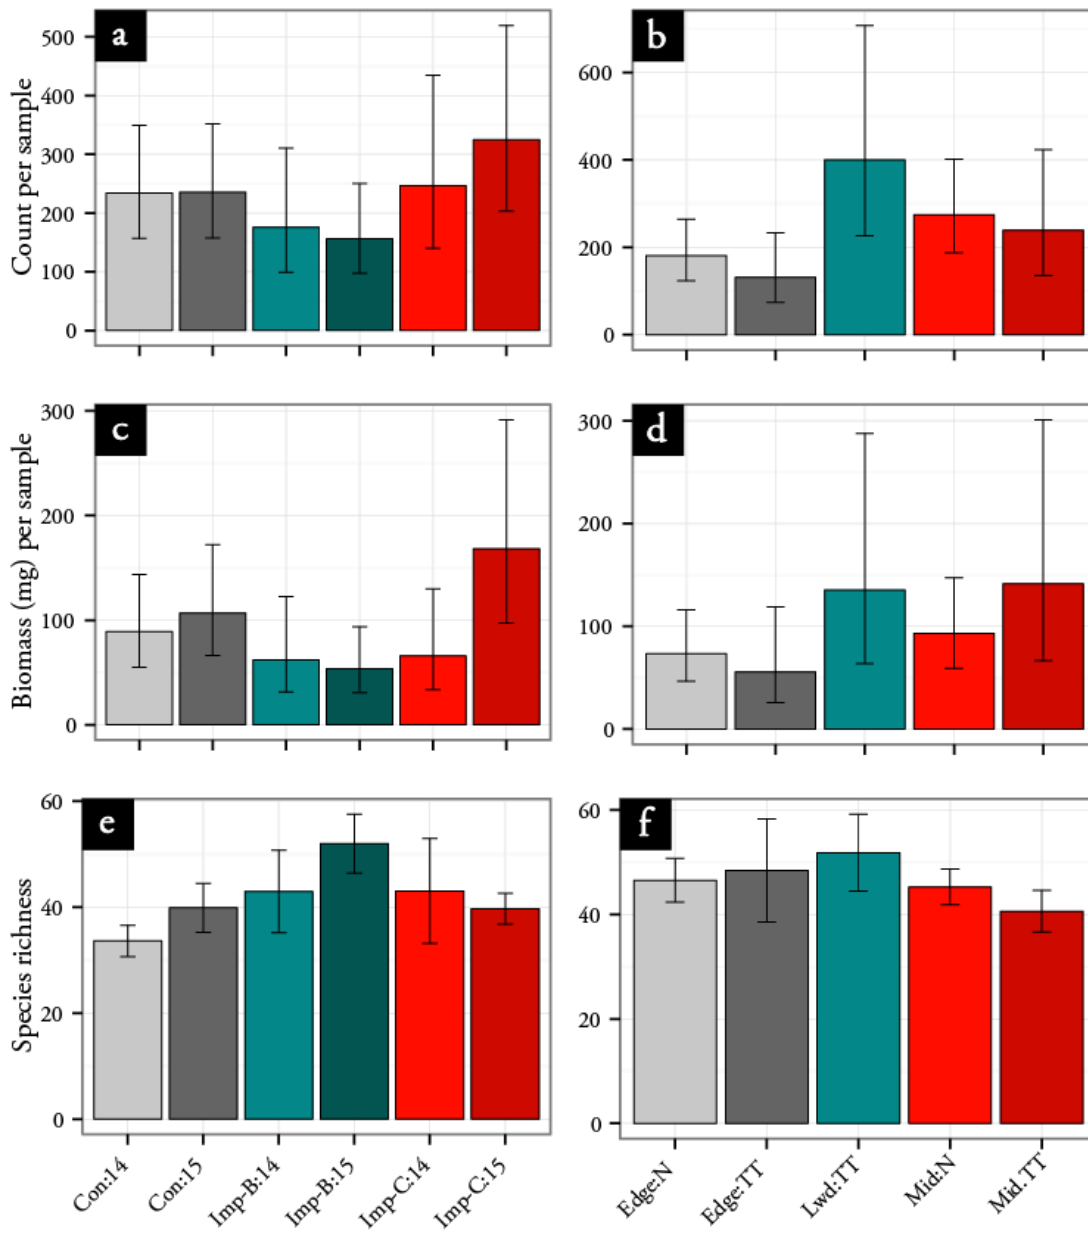 a
b
Count per sample
500
400
300
200
100
0
600
400
200
0
c
d
Biomass (mg) per sample
300
200
100
0
300
200
100
0
e
f
Species richness
60
40
20
0
60
40
20
0
Con:14
Con:15
Imp-B:14
Imp-B:15
Imp-C:14
Imp-C:15
Edge:N
Edge:TT
Lwd:TT
Mid:N
Mid.TT